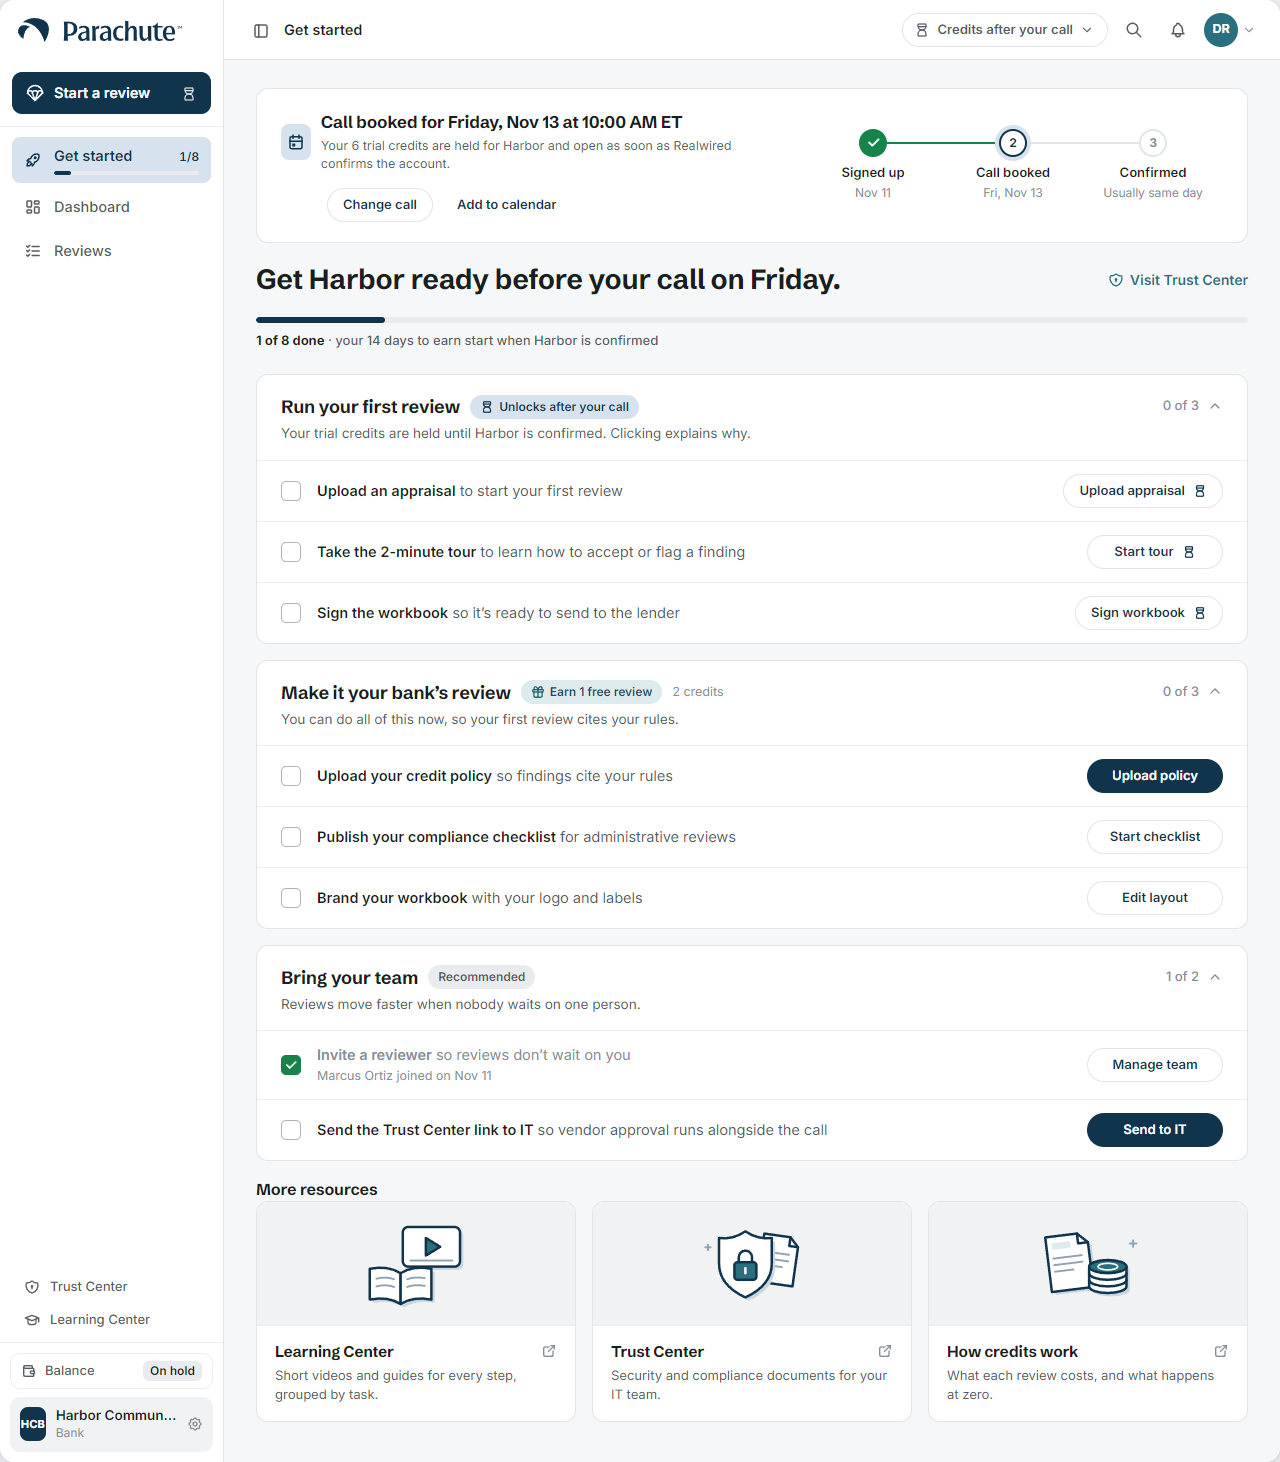 Parachute™
Get started
Credits after your call
DR
Start a review
Get started 1/8
Dashboard
Reviews
Call booked for Friday, Nov 13 at 10:00 AM ET
Your 6 trial credits are held for Harbor and open as soon as Realwired
confirms the account.
Change call
Add to calendar
2
3
Signed up
Call booked
Confirmed
Nov 11
Fri, Nov 13
Usually same day
Get Harbor ready before your call on Friday.
Visit Trust Center
1 of 8 done · your 14 days to earn start when Harbor is confirmed
Run your first review
Unlocks after your call
0 of 3
Your trial credits are held until Harbor is confirmed. Clicking explains why.
Upload an appraisal to start your first review
Upload appraisal
Take the 2-minute tour to learn how to accept or flag a finding
Start tour
Sign the workbook so it’s ready to send to the lender
Sign workbook
Make it your bank’s review
Earn 1 free review
2 credits
0 of 3
You can do all of this now, so your first review cites your rules.
Upload your credit policy so findings cite your rules
Upload policy
Publish your compliance checklist for administrative reviews
Start checklist
Brand your workbook with your logo and labels
Edit layout
Bring your team
Recommended
1 of 2
Reviews move faster when nobody waits on one person.
Invite a reviewer so reviews don’t wait on you
Marcus Ortiz joined on Nov 11
Manage team
Send the Trust Center link to IT so vendor approval runs alongside the call
Send to IT
More resources
Learning Center
Short videos and guides for every step,
grouped by task.
Trust Center
Security and compliance documents for your
IT team.
How credits work
What each review costs, and what happens
at zero.
Trust Center
Learning Center
Balance
On hold
HCB
Harbor Commun...
Bank